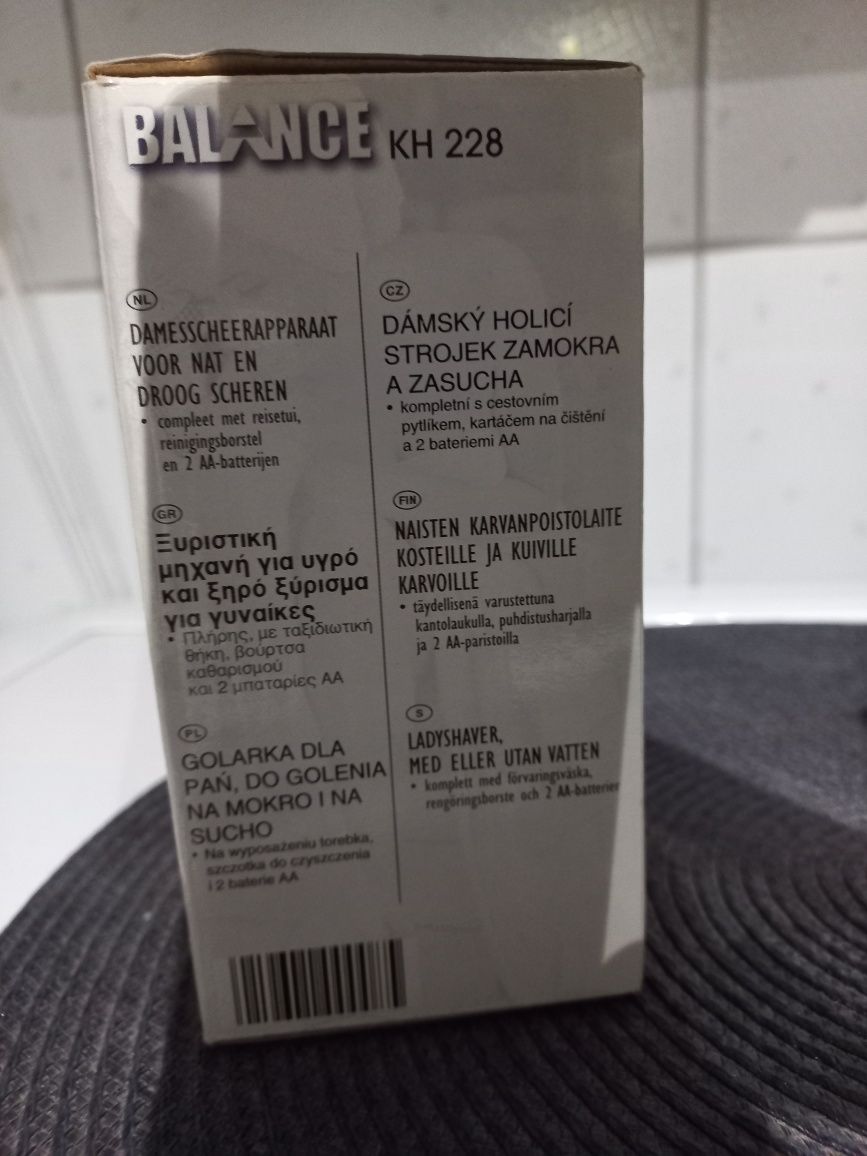 BALANCE KH 228
NL
DAMESSCHEERAPPARAAT
VOOR NAT EN
DROOG SCHEREN
• compleet met reisetui,
reinigingsborstel
en 2 AA-batterijen
GR
Ξυριστική
μηχανή για υγρό
και ξηρό ξύρισμα
για γυναίκες
• Πλήρης, με ταξιδιωτική
θήκη, βούρτσα
καθαρισμού
και 2 μπαταρίες AA
PL
GOLARKA DLA
PAŃ, DO GOLENIA
NA MOKRO I NA
SUCHO
• Na wyposażeniu torebka,
szczotka do czyszczenia
i 2 baterie AA
CZ
DÁMSKÝ HOLICÍ
STROJEK ZAMOKRA
A ZASUCHA
• kompletní s cestovním
pytlíkem, kartáčem na čištění
a 2 bateriemi AA
FIN
NAISTEN KARVANPOISTOLAITE
KOSTEILLE JA KUIVILLE
KARVOILLE
• täydellisenä varustettuna
kantolaukulla, puhdistusharjalla
ja 2 AA-paristoilla
S
LADYSHAVER,
MED ELLER UTAN VATTEN
• komplett med förvaringsväska,
rengöringsborste och 2 AA-batterier